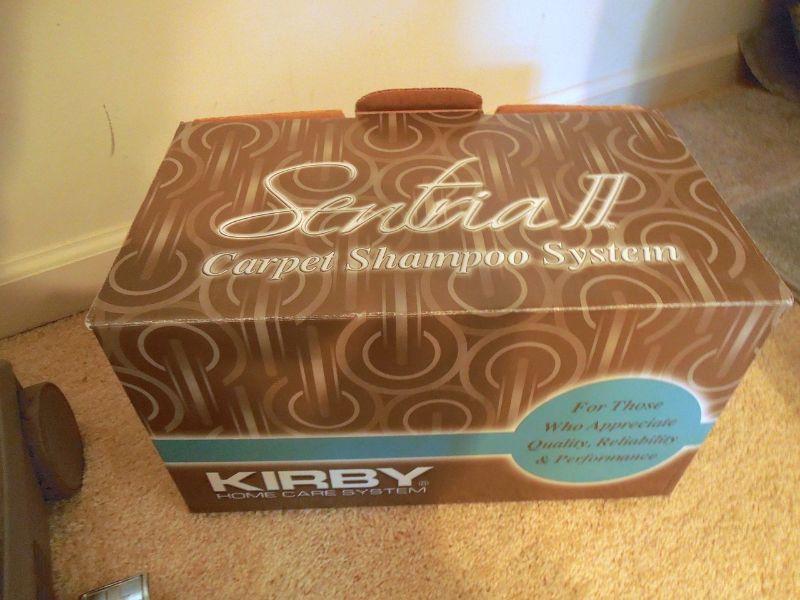 Sentria II
Carpet Shampoo System
For Those
Who Appreciate
Quality, Reliability
& Performance
KIRBY®
HOME CARE SYSTEM